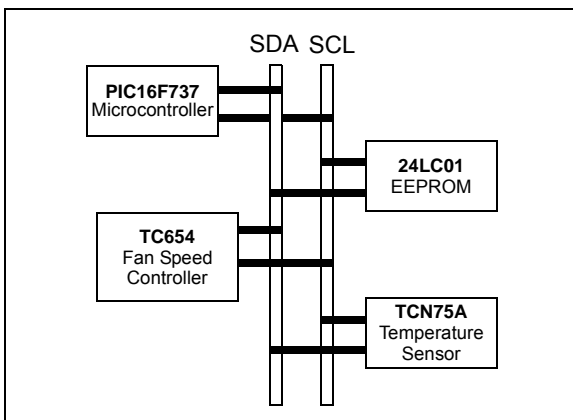 SDA SCL
PIC16F737
Microcontroller
24LC01
EEPROM
TC654
Fan Speed
Controller
TCN75A
Temperature
Sensor